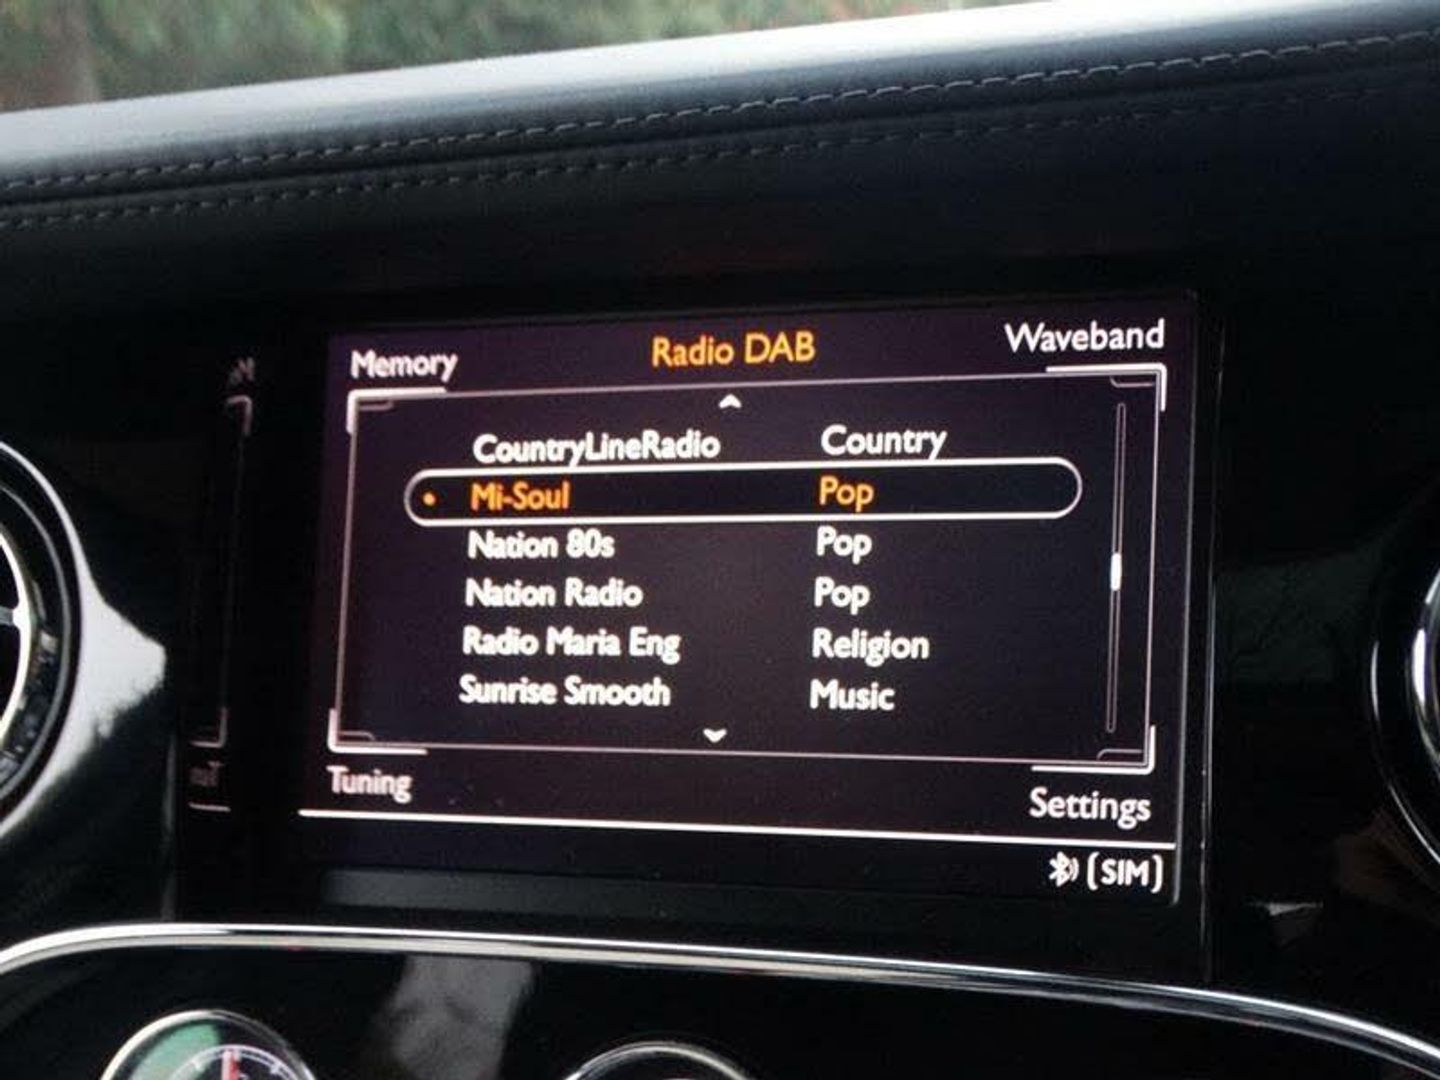 Memory Radio DAB Waveband
CountryLineRadio Country
Mi-Soul Pop
Nation 80s Pop
Nation Radio Pop
Radio Maria Eng Religion
Sunrise Smooth Music
Tuning Settings
(SIM)